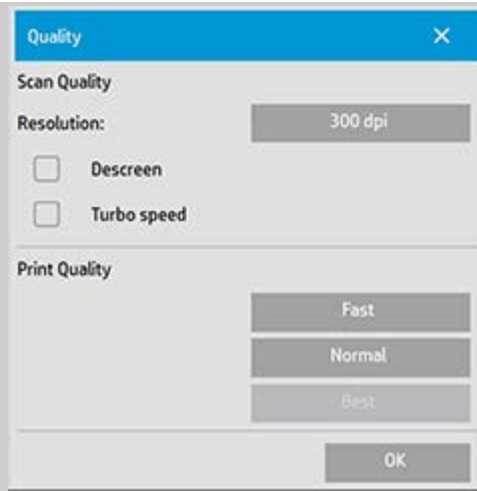 Quality
Scan Quality
Resolution: 300 dpi
Descreen
Turbo speed
Print Quality
Fast
Normal
Best
OK